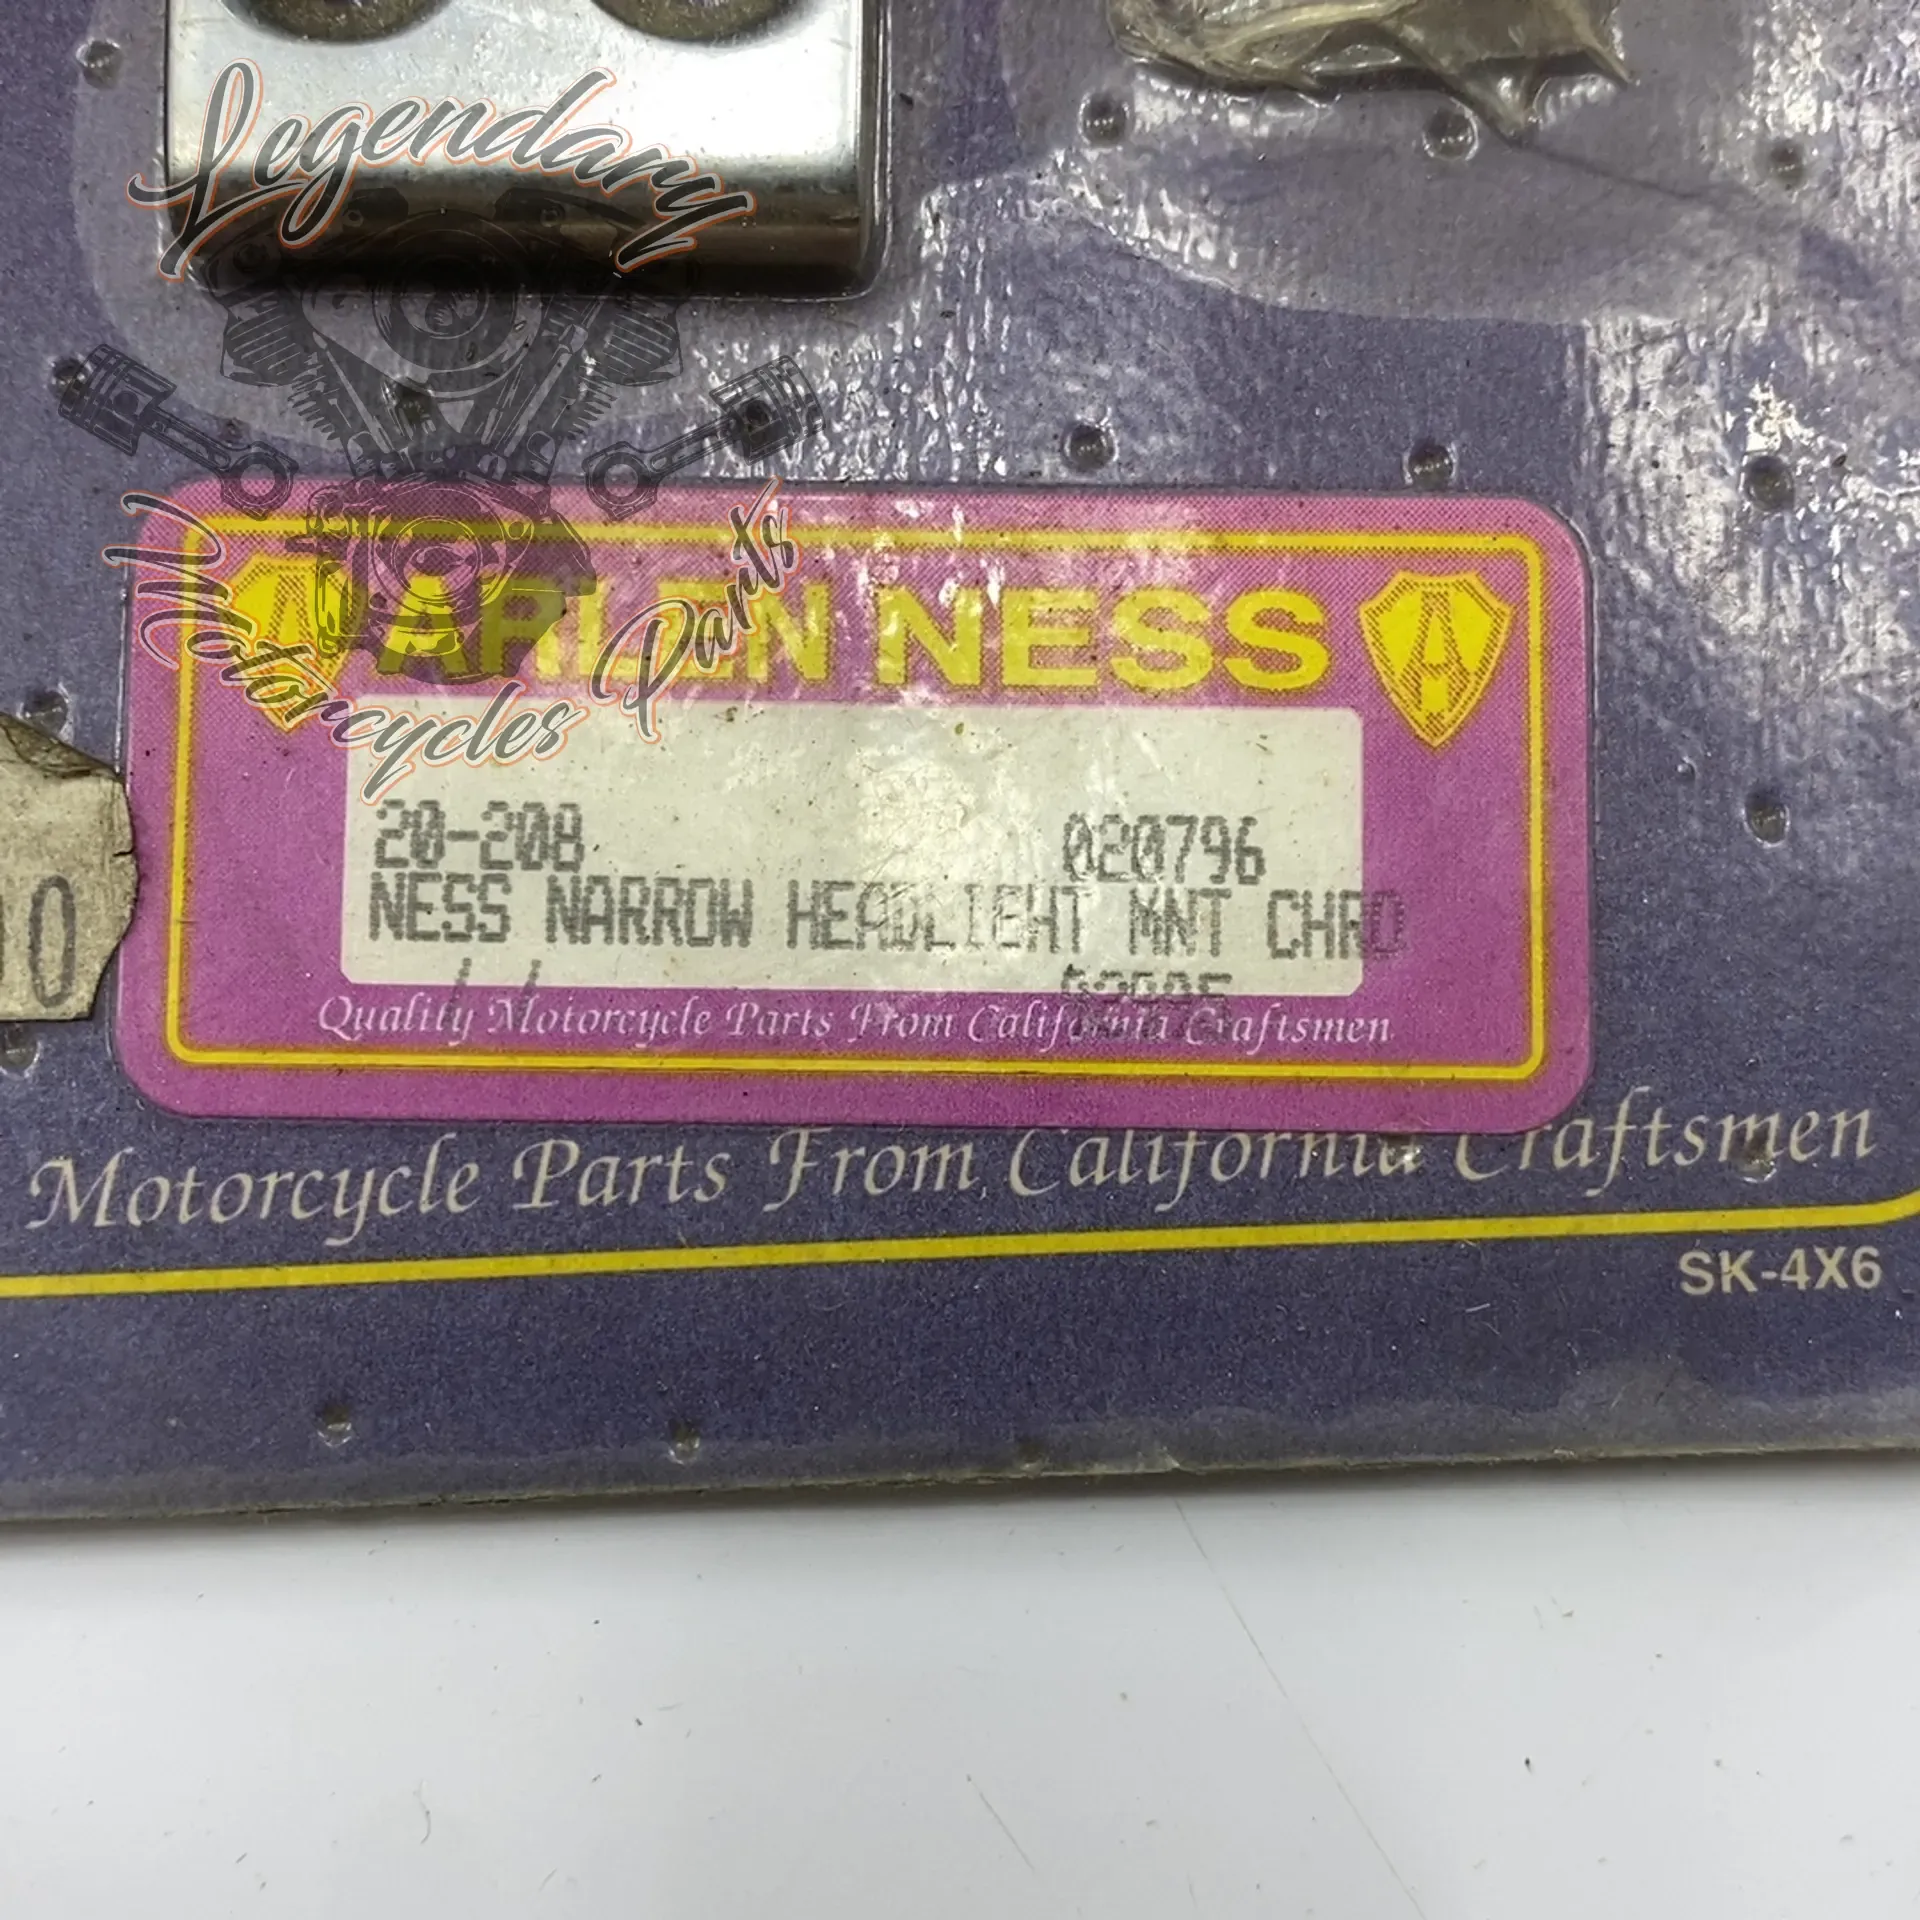 Legendary
Motorcycles Parts
ARLEN NESS
20-208 020796
NESS NARROW HEADLIGHT MNT CHRO
Quality Motorcycle Parts From California Craftsmen
Motorcycle Parts From California Craftsmen
SK-4X6